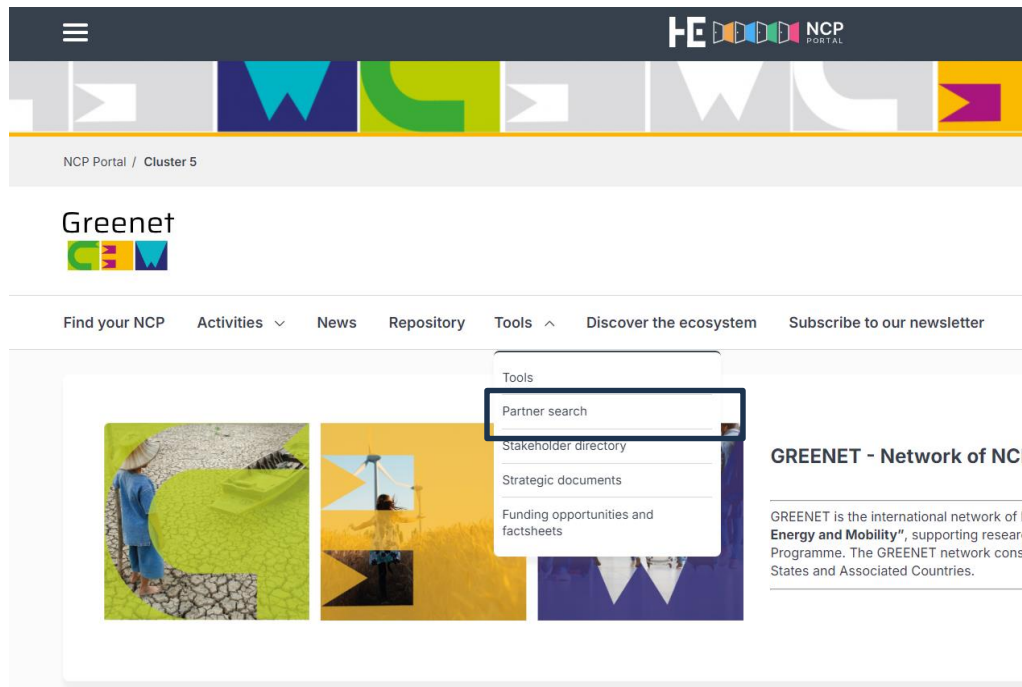 HE NCP
PORTAL
NCP Portal / Cluster 5
Greenet
Find your NCP Activities News Repository Tools Discover the ecosystem Subscribe to our newsletter
Tools
Partner search
Stakeholder directory
Strategic documents
Funding opportunities and
factsheets
GREENET - Network of NC
GREENET is the international network of
Energy and Mobility”, supporting resear
Programme. The GREENET network cons
States and Associated Countries.